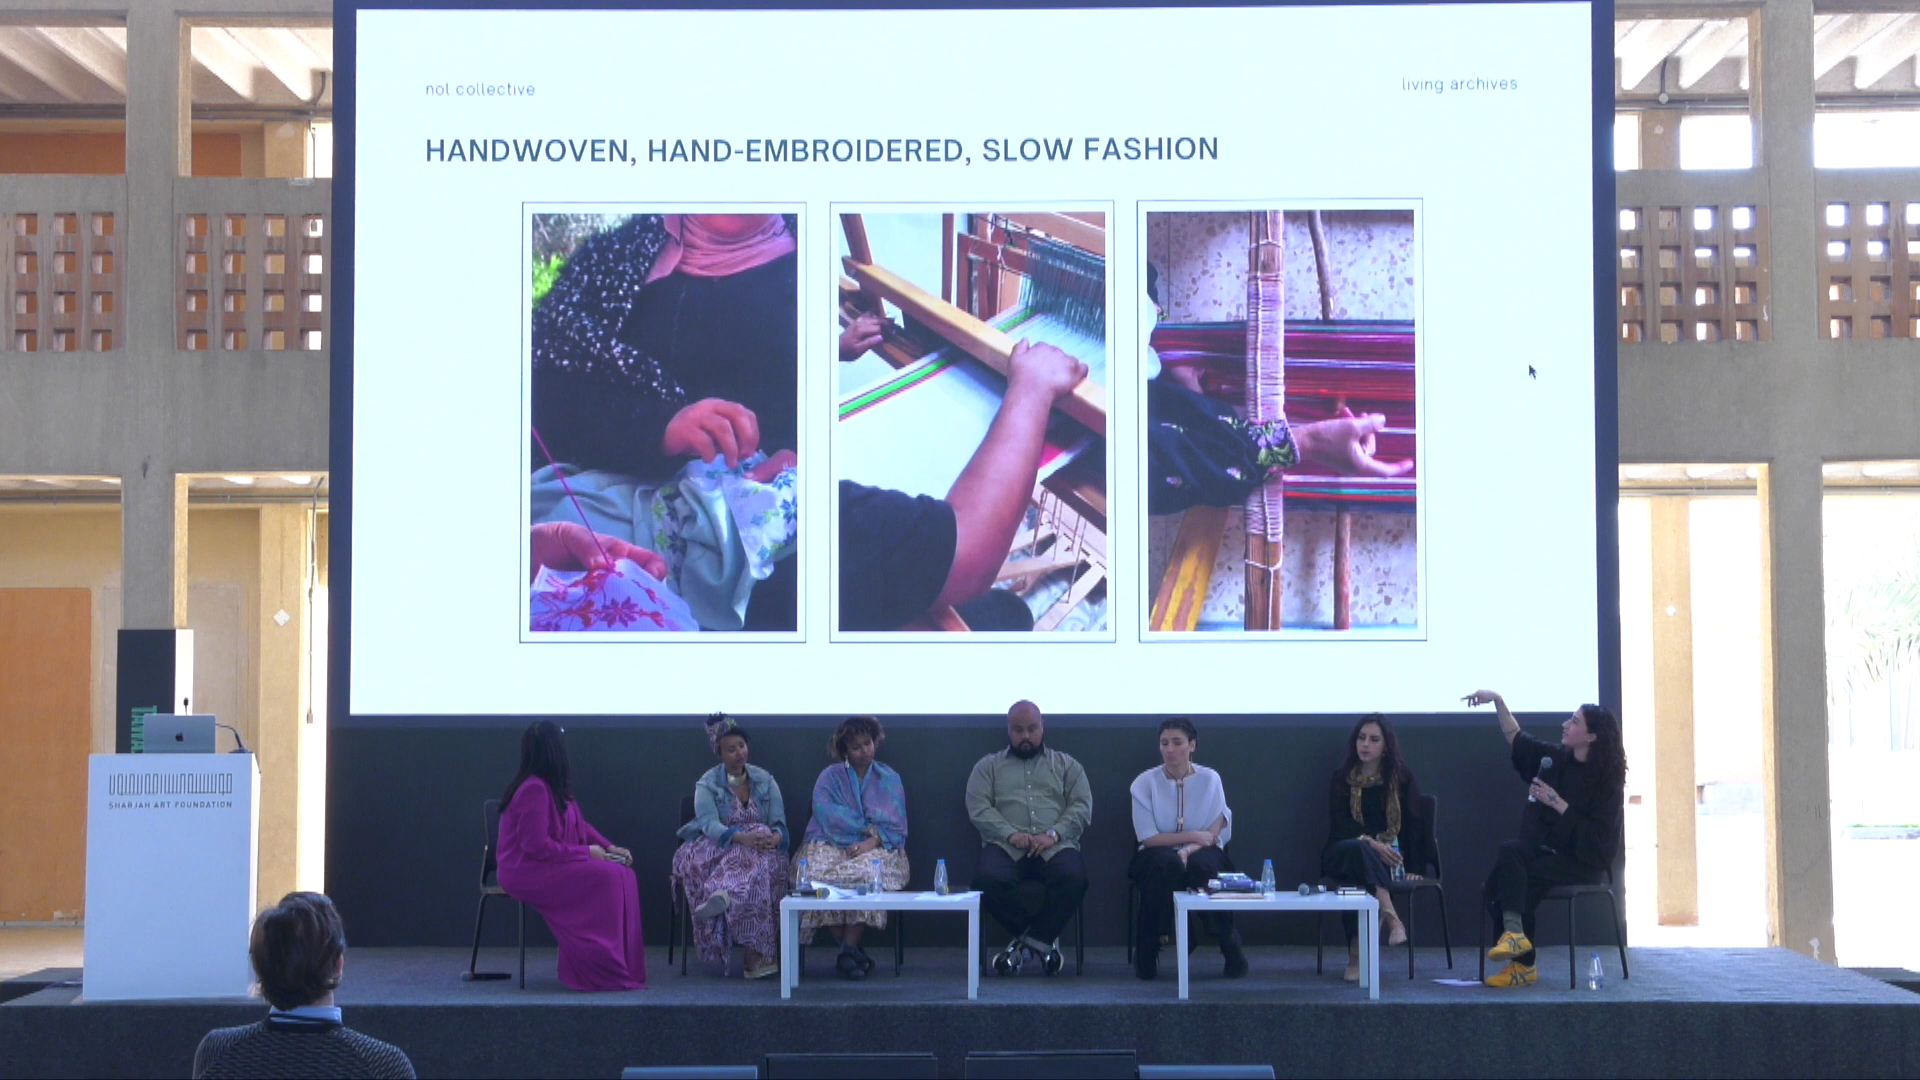 nol collective
living archives
HANDWOVEN, HAND-EMBROIDERED, SLOW FASHION
SHARJAH ART FOUNDATION